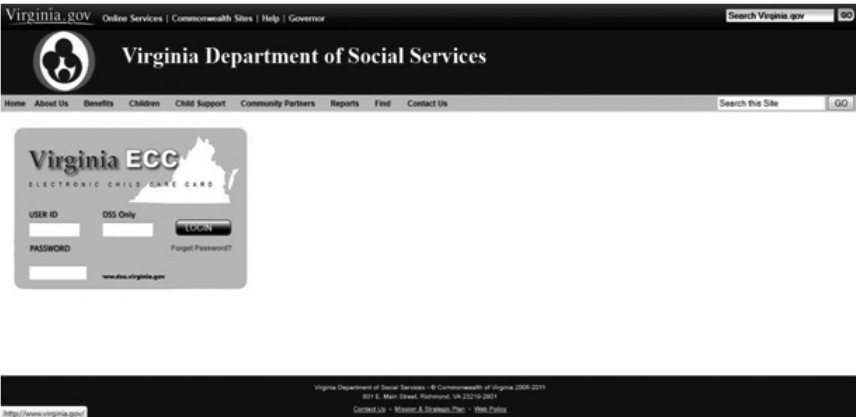 Virginia.gov Online Services | Commonwealth Sites | Help | Governor Search Virginia.gov GO
Virginia Department of Social Services
Home About Us Benefits Children Child Support Community Partners Reports Find Contact Us Search this Site GO
Virginia ECC
ELECTRONIC CHILD CARE CARD
USER ID DSS Only
LOGIN
PASSWORD Forget Password?
www.dss.virginia.gov
Virginia Department of Social Services - © Commonwealth of Virginia 2006-2011
801 E. Main Street, Richmond, VA 23219-2901
Contact Us • Mission & Strategic Plan • Web Policy
http://www.virginia.gov/